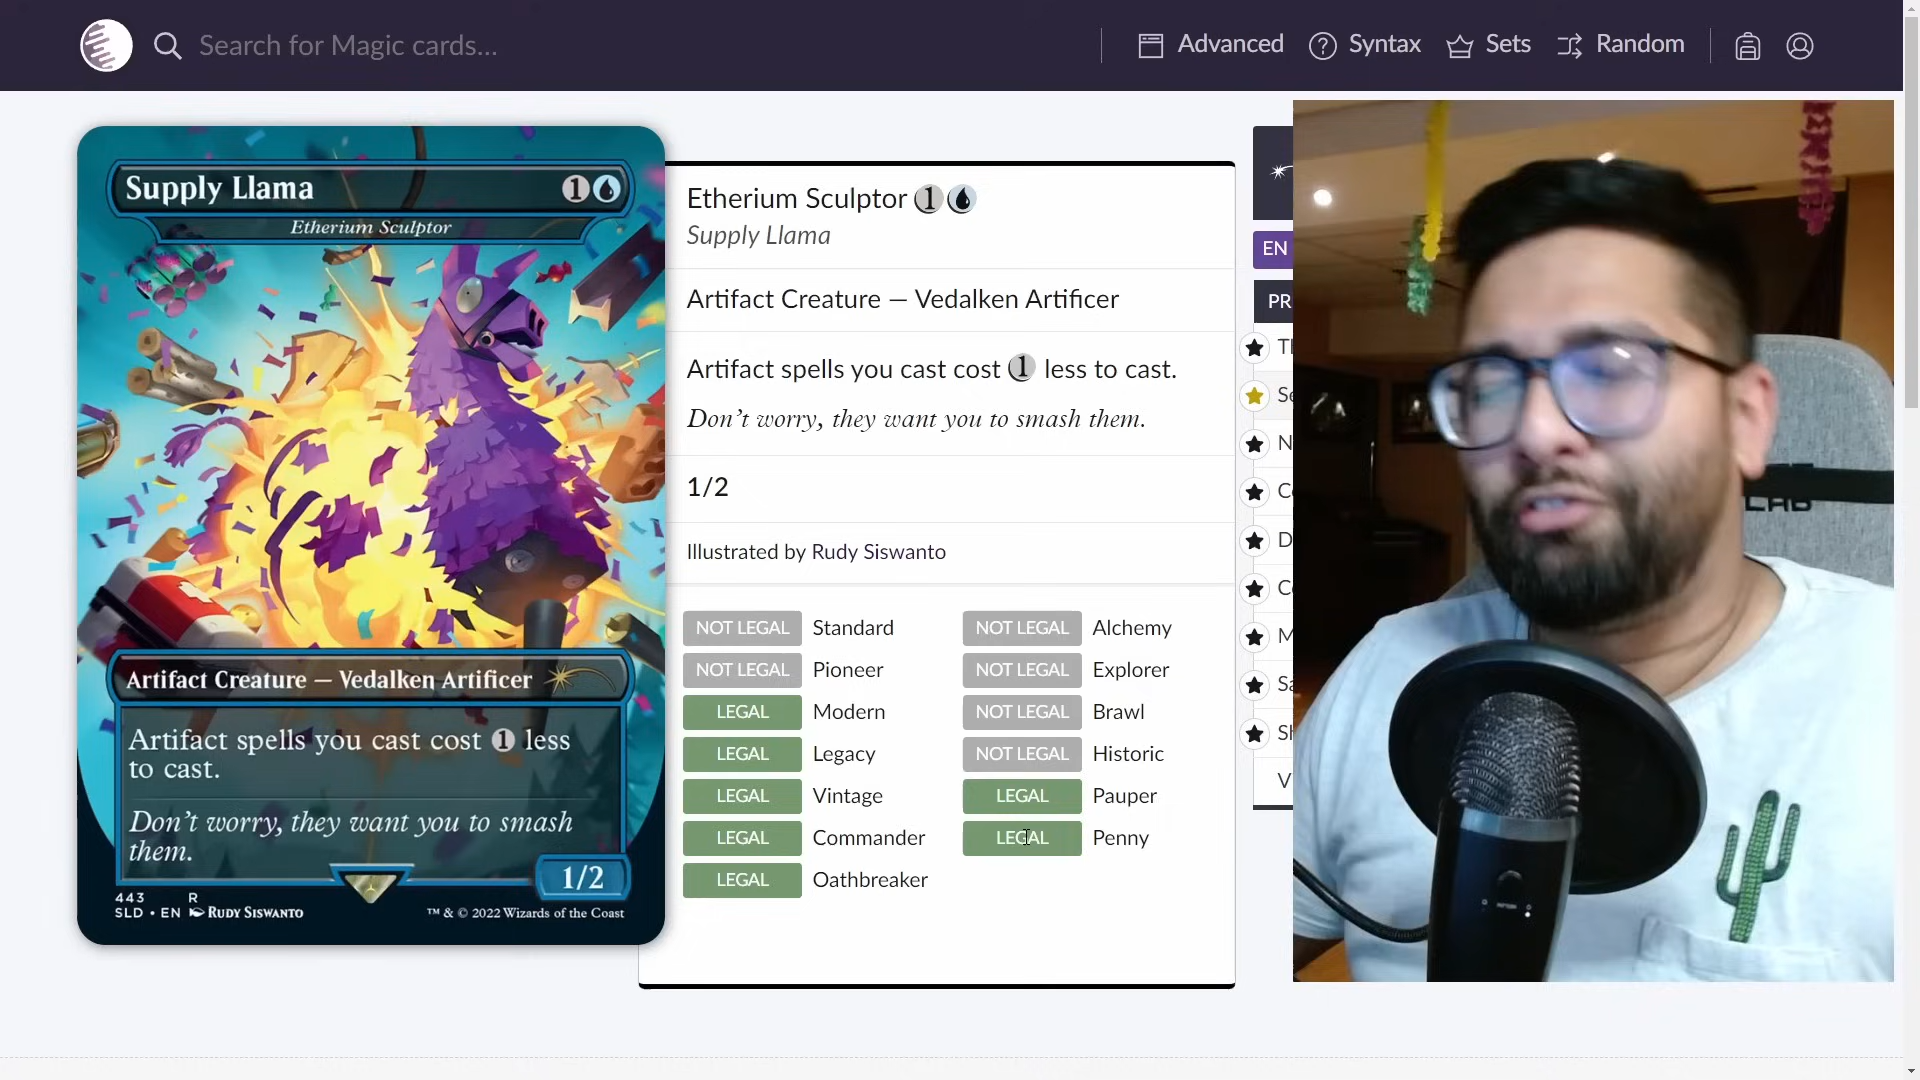 Search for Magic cards...
Advanced
Syntax
Sets
Random
Supply Llama 1
Etherium Sculptor
Artifact Creature — Vedalken Artificer
Artifact spells you cast cost 1 less
to cast.
Don't worry, they want you to smash
them.
1/2
443 R
SLD • EN RUDY SISWANTO
™ & © 2022 Wizards of the Coast
Etherium Sculptor 1
Supply Llama
Artifact Creature — Vedalken Artificer
Artifact spells you cast cost 1 less to cast.
Don't worry, they want you to smash them.
1/2
Illustrated by Rudy Siswanto
NOT LEGAL Standard
NOT LEGAL Alchemy
NOT LEGAL Pioneer
NOT LEGAL Explorer
LEGAL Modern
NOT LEGAL Brawl
LEGAL Legacy
NOT LEGAL Historic
LEGAL Vintage
LEGAL Pauper
LEGAL Commander
LEGAL Penny
LEGAL Oathbreaker
EN
PR